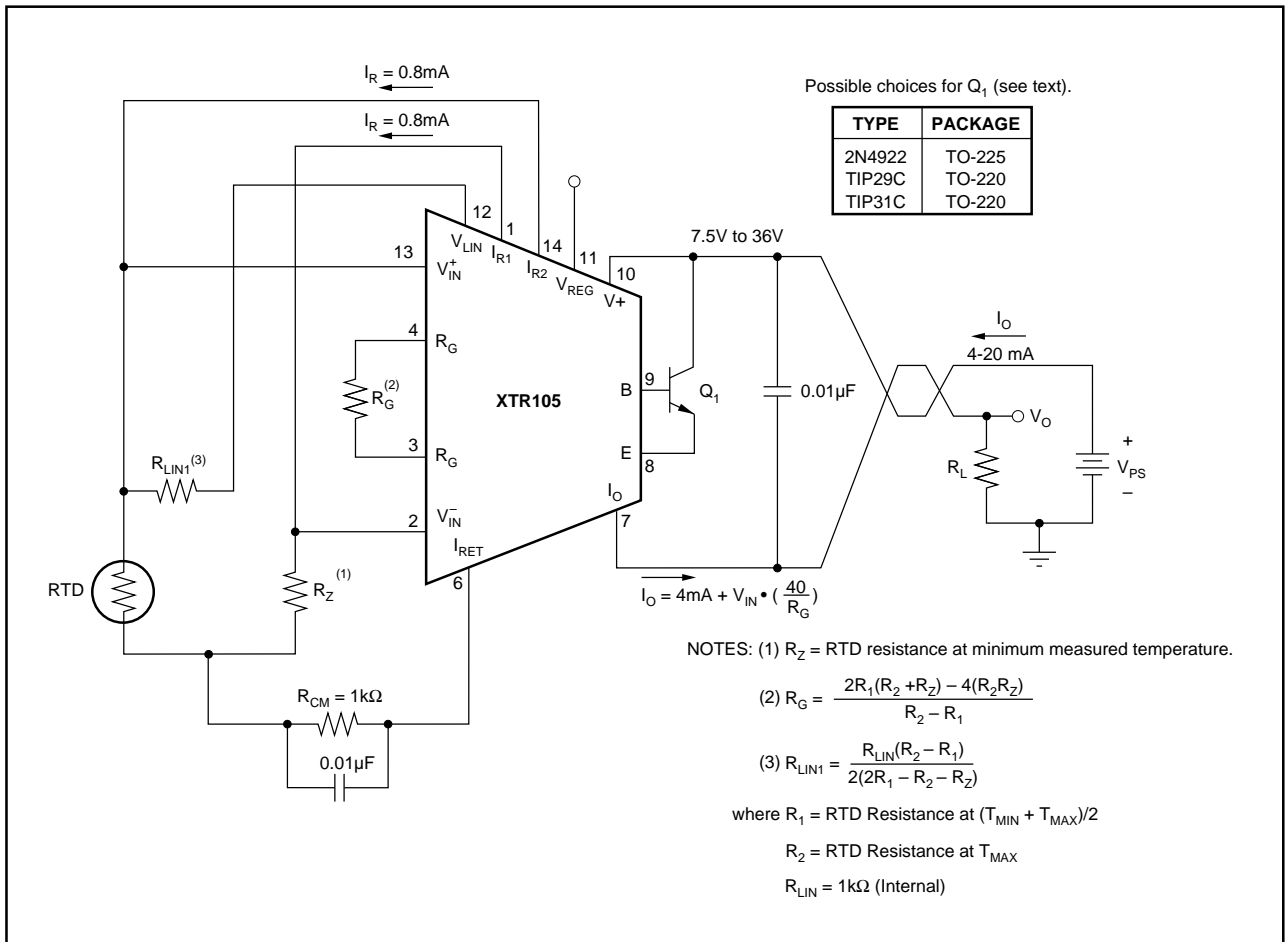 I_R = 0.8mA
I_R = 0.8mA
Possible choices for Q_1 (see text).
TYPE PACKAGE
2N4922 TO-225
TIP29C TO-220
TIP31C TO-220
12
V_LIN
1
I_R1
14
I_R2
11
V_REG
10
V+
7.5V to 36V
13
V_IN^+
4
R_G
R_G^(2)
3
R_G
XTR105
B
9
Q_1
E
8
0.01µF
I_O
4-20 mA
V_O
R_L
+
V_PS
–
R_LIN1^(3)
2
V_IN^–
I_RET
6
I_O
7
RTD
R_Z^(1)
I_O = 4mA + V_IN • (40/R_G)
R_CM = 1kΩ
0.01µF
NOTES: (1) R_Z = RTD resistance at minimum measured temperature.
(2) R_G = 2R_1(R_2 +R_Z) – 4(R_2R_Z) / R_2 – R_1
(3) R_LIN1 = R_LIN(R_2 – R_1) / 2(2R_1 – R_2 – R_Z)
where R_1 = RTD Resistance at (T_MIN + T_MAX)/2
R_2 = RTD Resistance at T_MAX
R_LIN = 1kΩ (Internal)